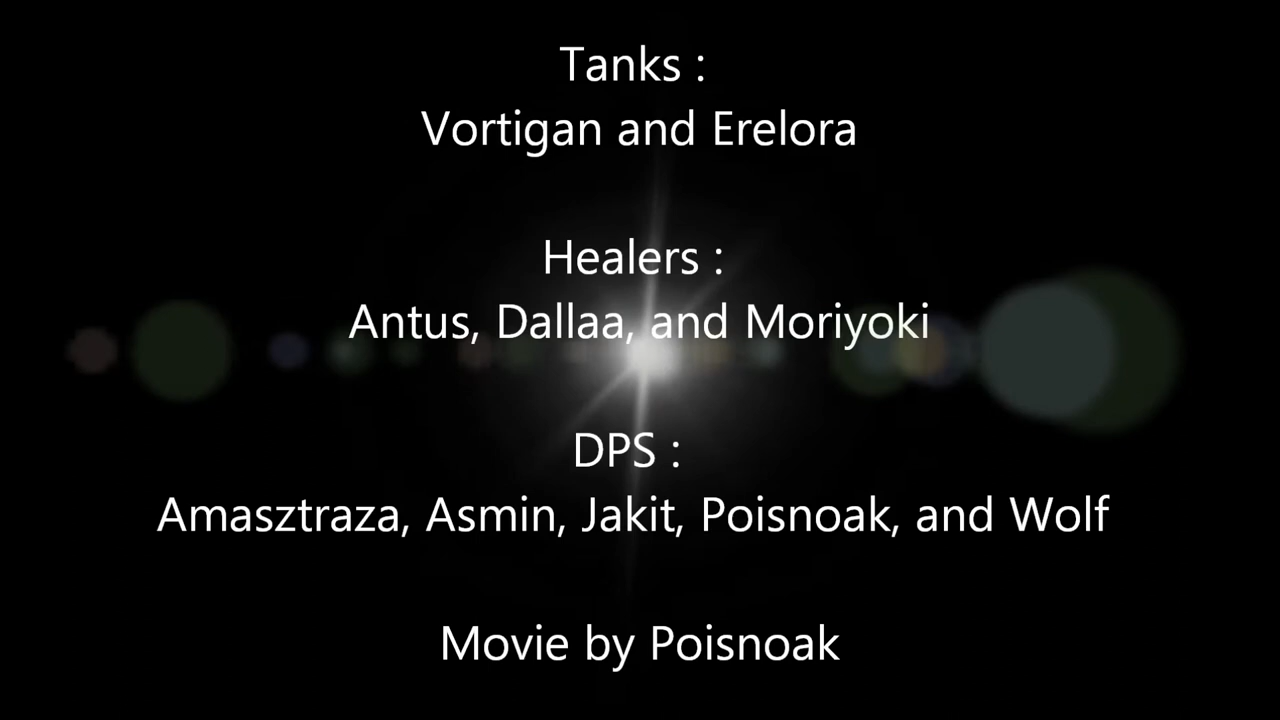 Tanks :
Vortigan and Erelora
Healers :
Antus, Dallaa, and Moriyoki
DPS :
Amasztraza, Asmin, Jakit, Poisnoak, and Wolf
Movie by Poisnoak